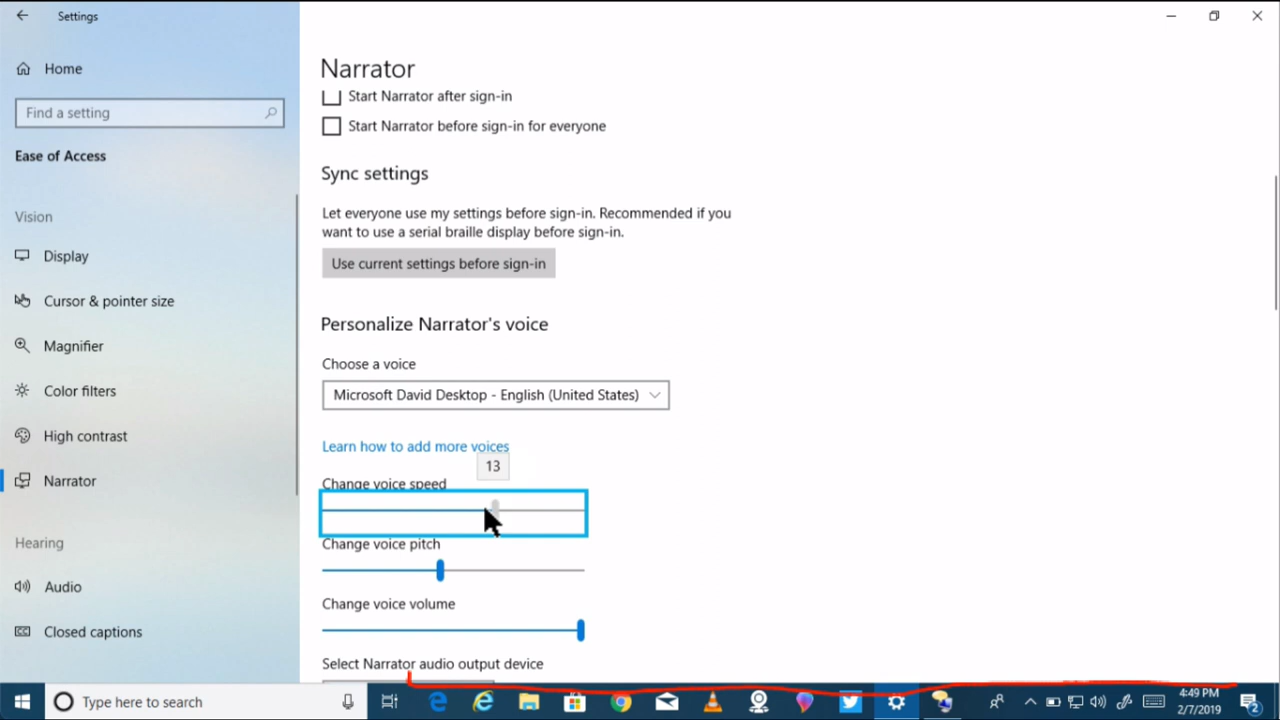 Settings
Home
Find a setting
Ease of Access
Vision
Display
Cursor & pointer size
Magnifier
Color filters
High contrast
Narrator
Hearing
Audio
Closed captions
Narrator
Start Narrator after sign-in
Start Narrator before sign-in for everyone
Sync settings
Let everyone use my settings before sign-in. Recommended if you
want to use a serial braille display before sign-in.
Use current settings before sign-in
Personalize Narrator's voice
Choose a voice
Microsoft David Desktop - English (United States)
Learn how to add more voices
13
Change voice speed
Change voice pitch
Change voice volume
Select Narrator audio output device
Type here to search
4:49 PM
2/7/2019
2